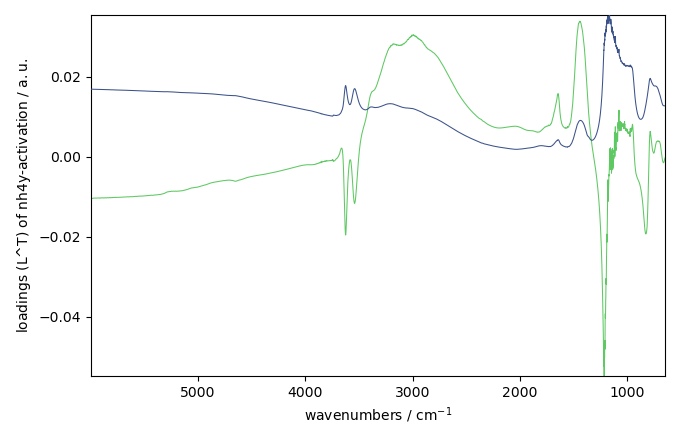 loadings (L^T) of nh4y-activation / a. u.
0.02
0.00
−0.02
−0.04
5000 4000 3000 2000 1000
wavenumbers / cm⁻¹